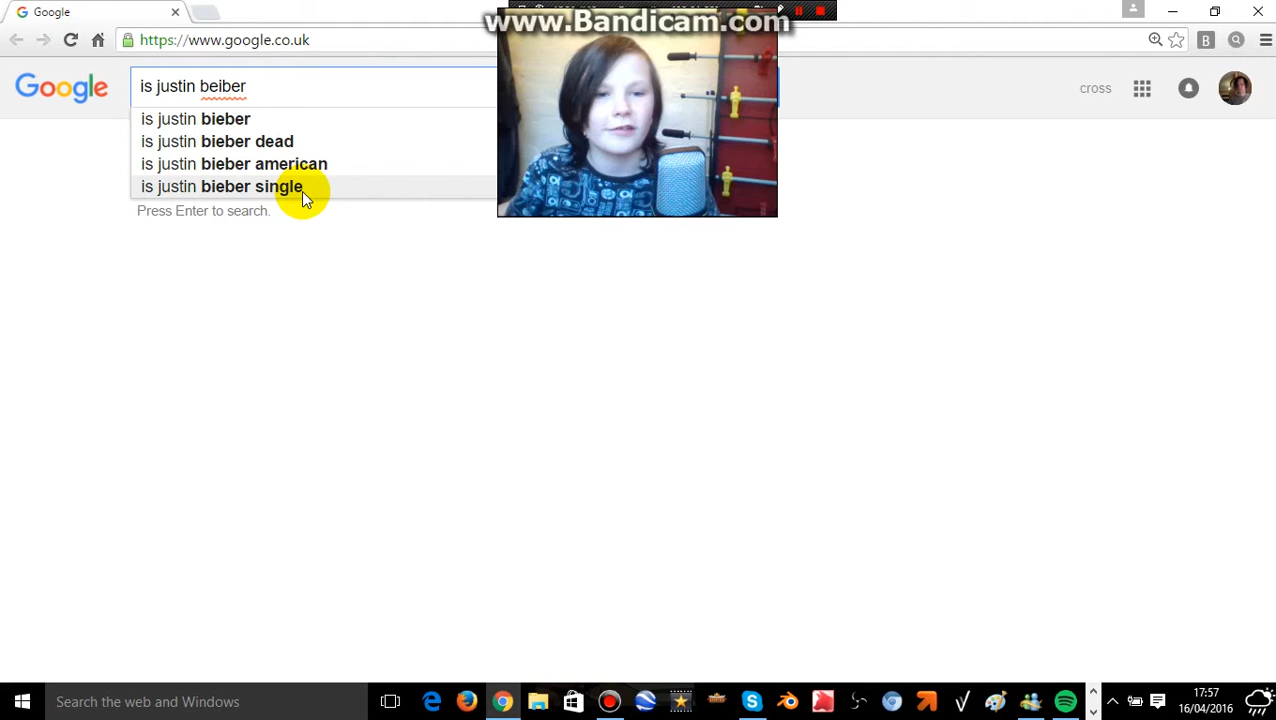 www.Bandicam.com
Google
https://www.google.co.uk
Google
is justin beiber
cross
is justin bieber
is justin bieber dead
is justin bieber american
is justin bieber single
Press Enter to search.
Search the web and Windows
16/04/2016